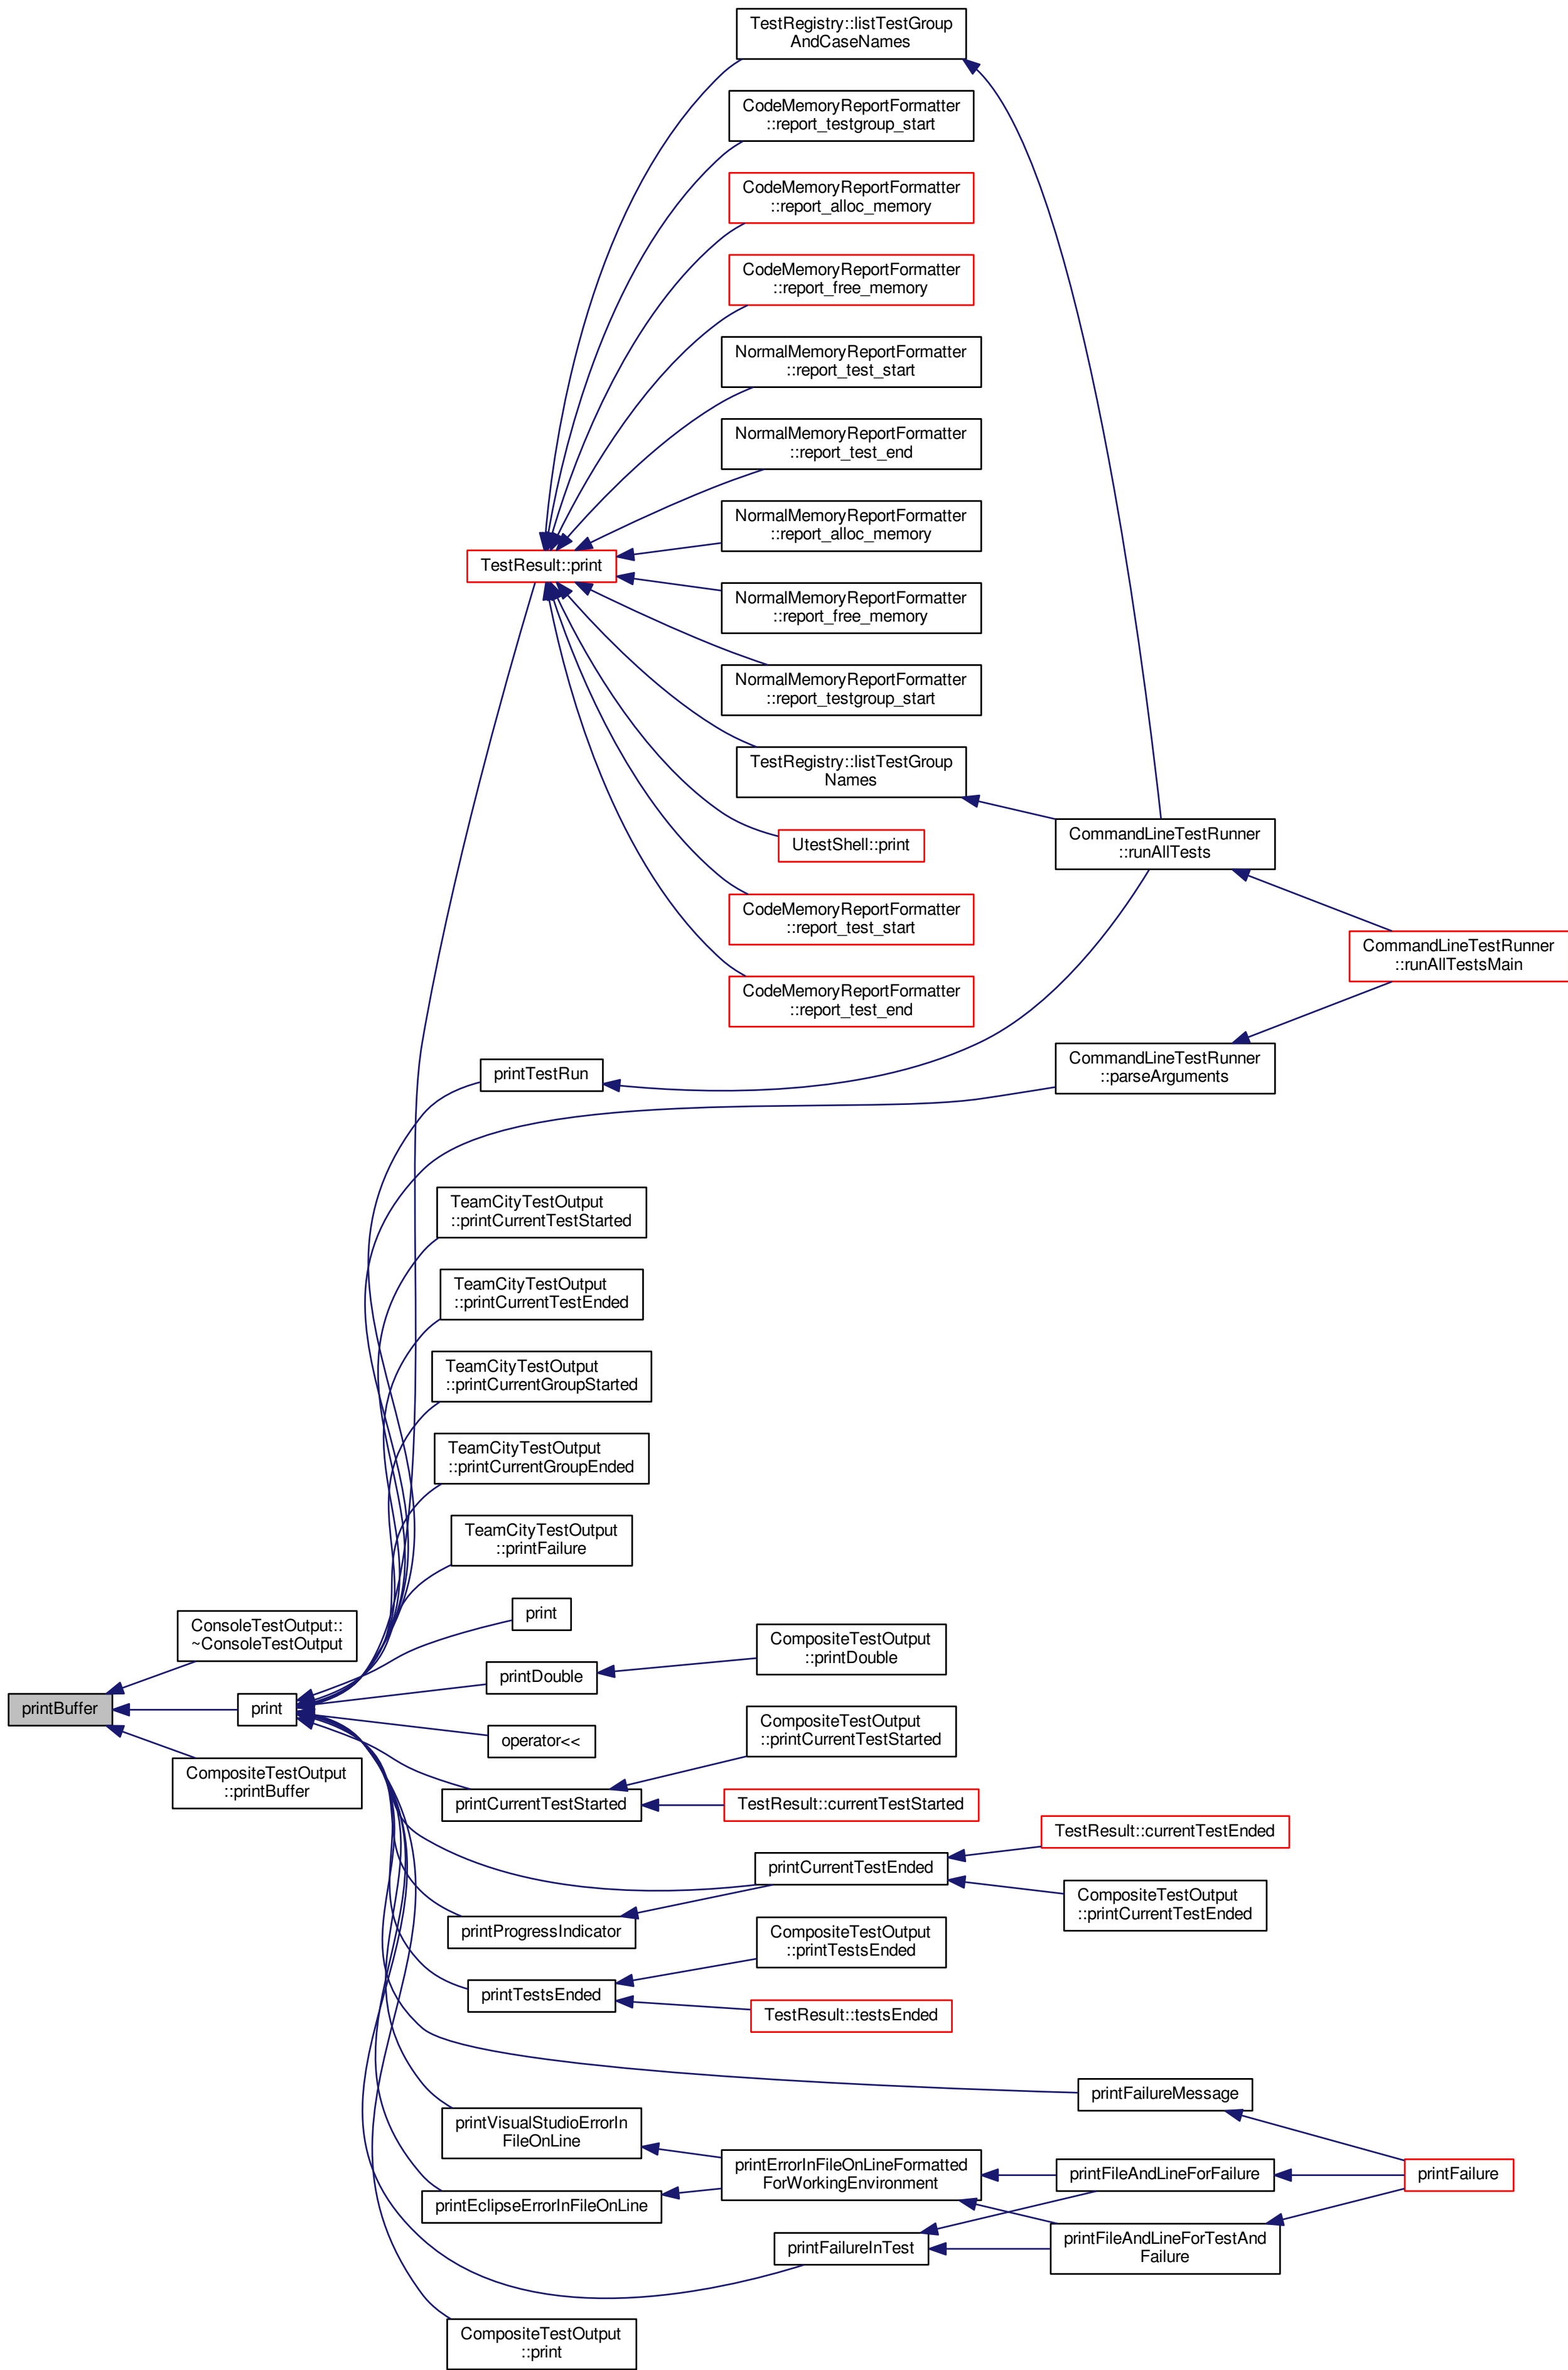 TestRegistry::listTestGroup
AndCaseNames
CodeMemoryReportFormatter
::report_testgroup_start
CodeMemoryReportFormatter
::report_alloc_memory
CodeMemoryReportFormatter
::report_free_memory
NormalMemoryReportFormatter
::report_test_start
NormalMemoryReportFormatter
::report_test_end
NormalMemoryReportFormatter
::report_alloc_memory
TestResult::print
NormalMemoryReportFormatter
::report_free_memory
NormalMemoryReportFormatter
::report_testgroup_start
TestRegistry::listTestGroup
Names
UtestShell::print
CommandLineTestRunner
::runAllTests
CodeMemoryReportFormatter
::report_test_start
CommandLineTestRunner
::runAllTestsMain
CodeMemoryReportFormatter
::report_test_end
printTestRun
CommandLineTestRunner
::parseArguments
TeamCityTestOutput
::printCurrentTestStarted
TeamCityTestOutput
::printCurrentTestEnded
TeamCityTestOutput
::printCurrentGroupStarted
TeamCityTestOutput
::printCurrentGroupEnded
TeamCityTestOutput
::printFailure
print
ConsoleTestOutput::
~ConsoleTestOutput
CompositeTestOutput
::printDouble
printDouble
printBuffer
print
operator<<
CompositeTestOutput
::printCurrentTestStarted
CompositeTestOutput
::printBuffer
printCurrentTestStarted
TestResult::currentTestStarted
TestResult::currentTestEnded
printCurrentTestEnded
CompositeTestOutput
::printCurrentTestEnded
printProgressIndicator
CompositeTestOutput
::printTestsEnded
printTestsEnded
TestResult::testsEnded
printFailureMessage
printVisualStudioErrorIn
FileOnLine
printErrorInFileOnLineFormatted
ForWorkingEnvironment
printFileAndLineForFailure
printFailure
printEclipseErrorInFileOnLine
printFailureInTest
printFileAndLineForTestAnd
Failure
CompositeTestOutput
::print